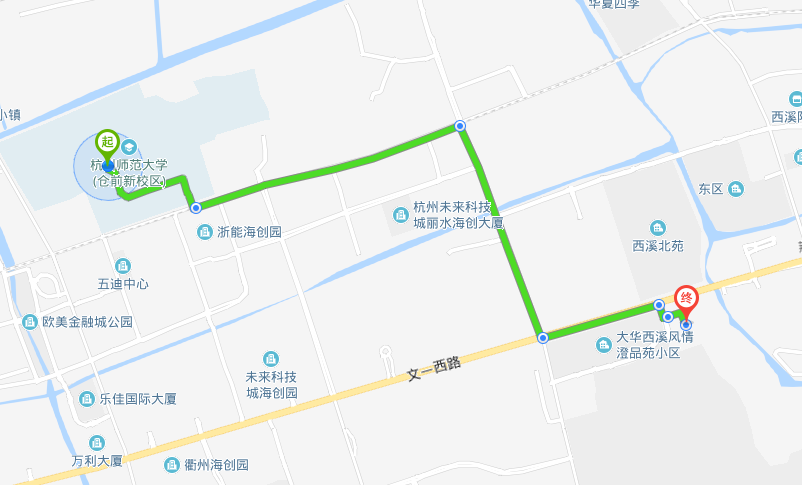 华夏四季
小镇
西溪
起
杭州师范大学
(仓前新校区)
浙能海创园
杭州未来科技
城丽水海创大厦
东区
西溪北苑
五迪中心
欧美金融城公园
终
大华西溪风情
澄品苑小区
文一西路
未来科技
城海创园
乐佳国际大厦
万利大厦
衢州海创园